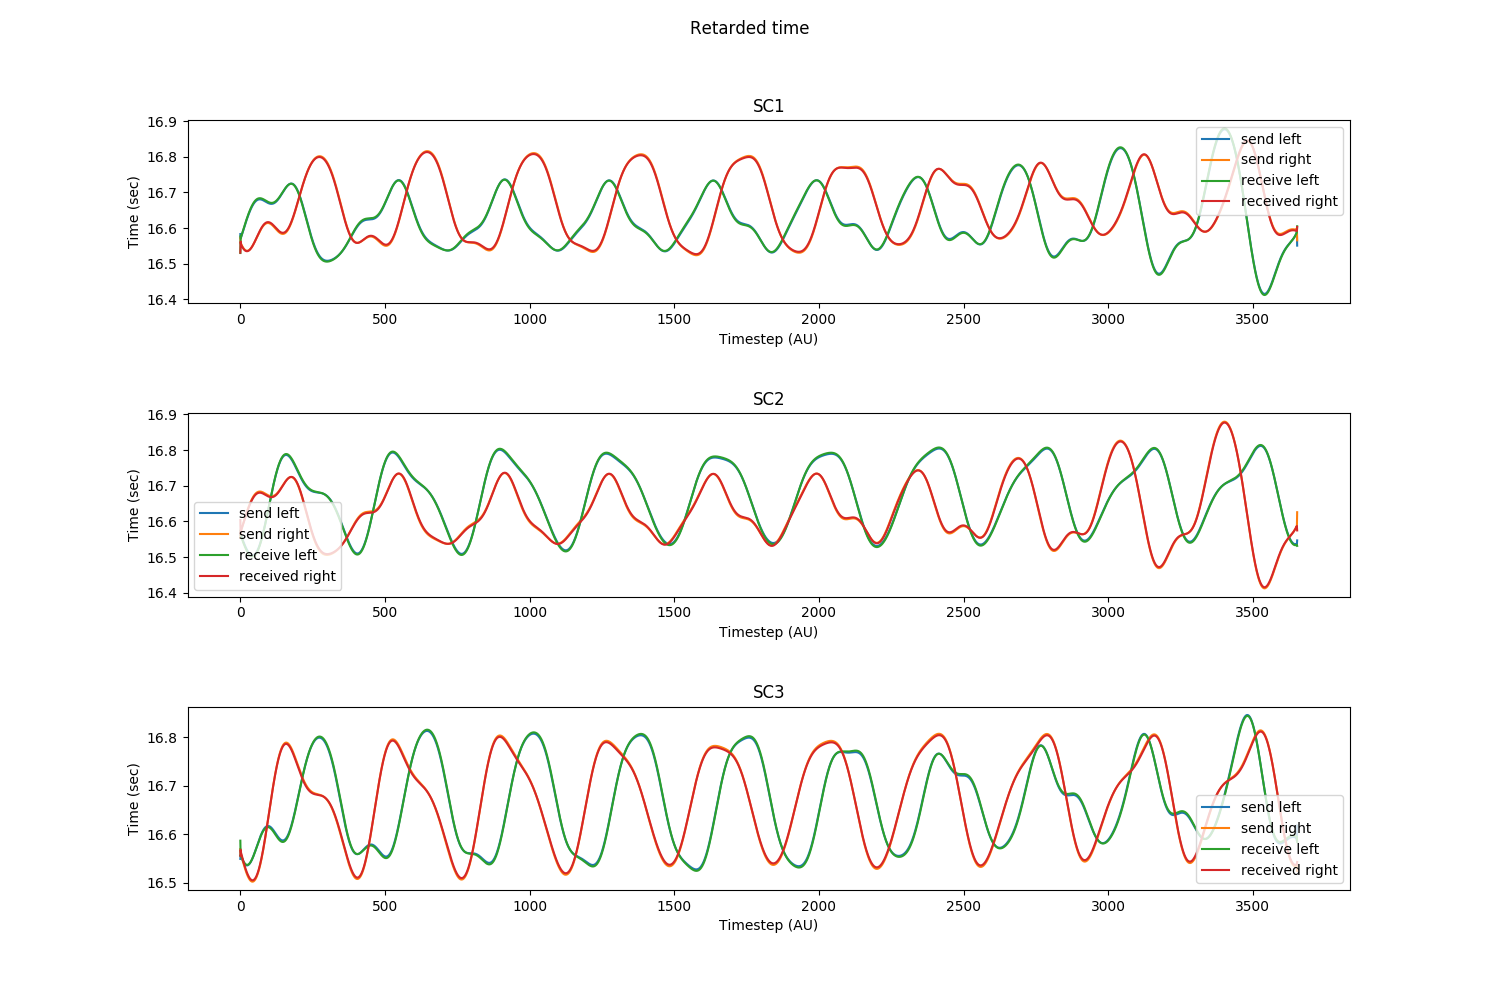 Retarded time
SC1
Time (sec)
16.9
16.8
16.7
16.6
16.5
16.4
send left
send right
receive left
received right
0 500 1000 1500 2000 2500 3000 3500
Timestep (AU)
SC2
Time (sec)
16.9
16.8
16.7
16.6
16.5
16.4
send left
send right
receive left
received right
0 500 1000 1500 2000 2500 3000 3500
Timestep (AU)
SC3
Time (sec)
16.8
16.7
16.6
16.5
send left
send right
receive left
received right
0 500 1000 1500 2000 2500 3000 3500
Timestep (AU)